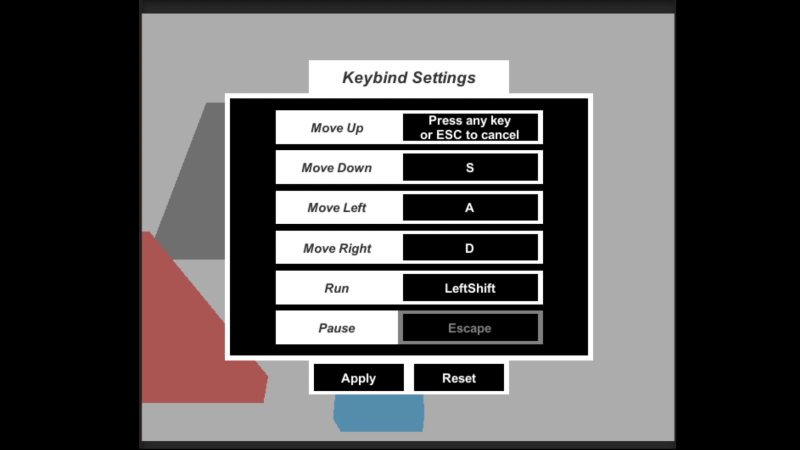 Keybind Settings
Move Up
Press any key
or ESC to cancel
Move Down
S
Move Left
A
Move Right
D
Run
LeftShift
Pause
Escape
Apply
Reset